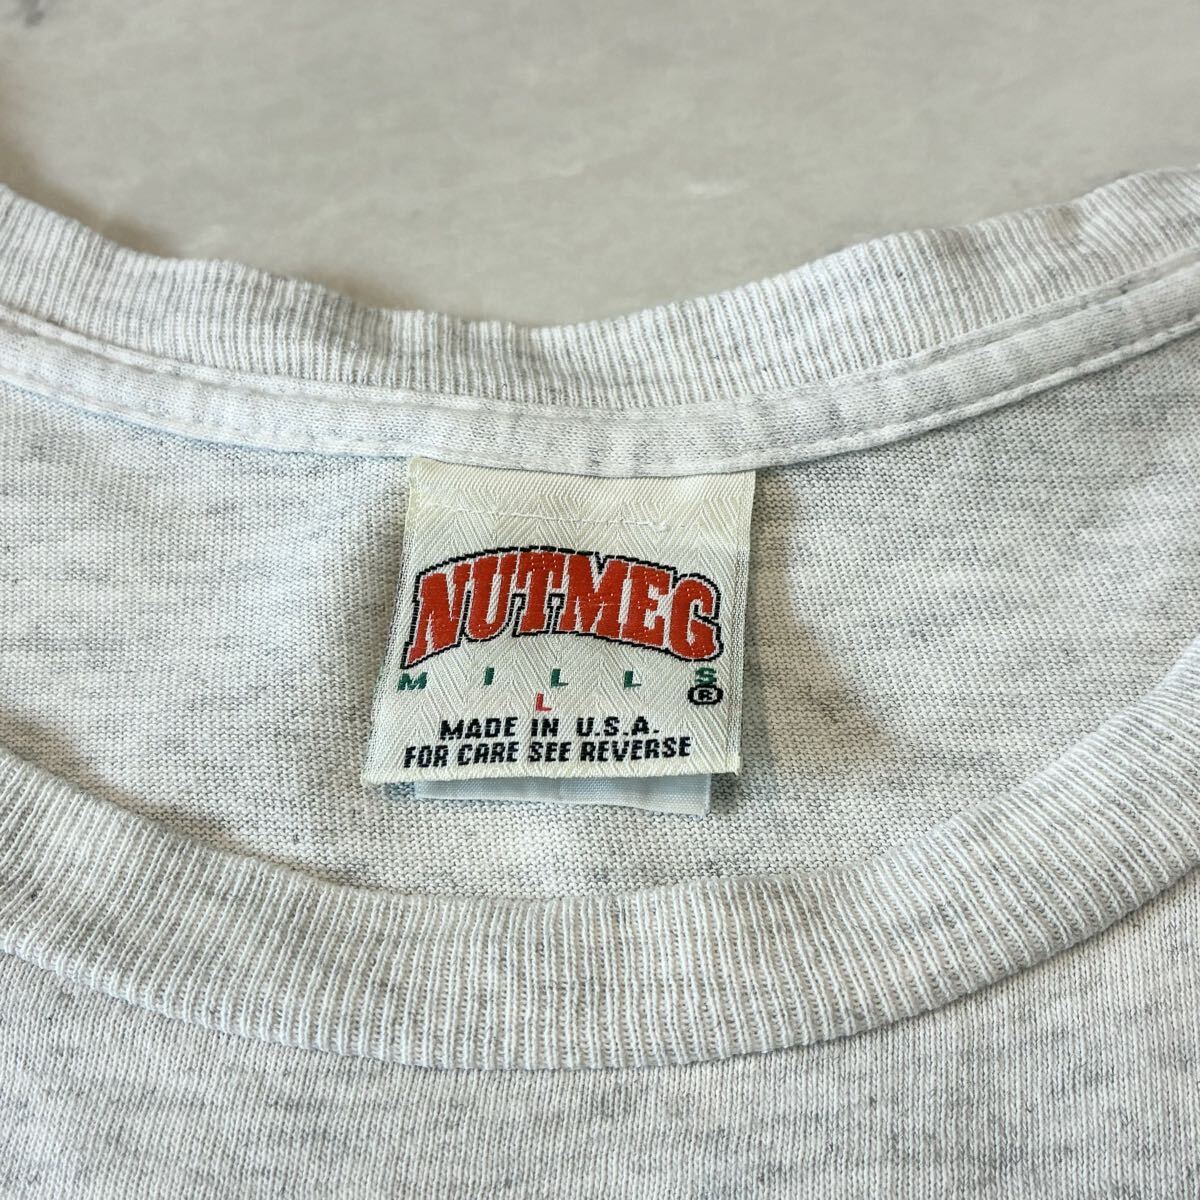 NUTMEG
MILLS
®
L
MADE IN U.S.A.
FOR CARE SEE REVERSE